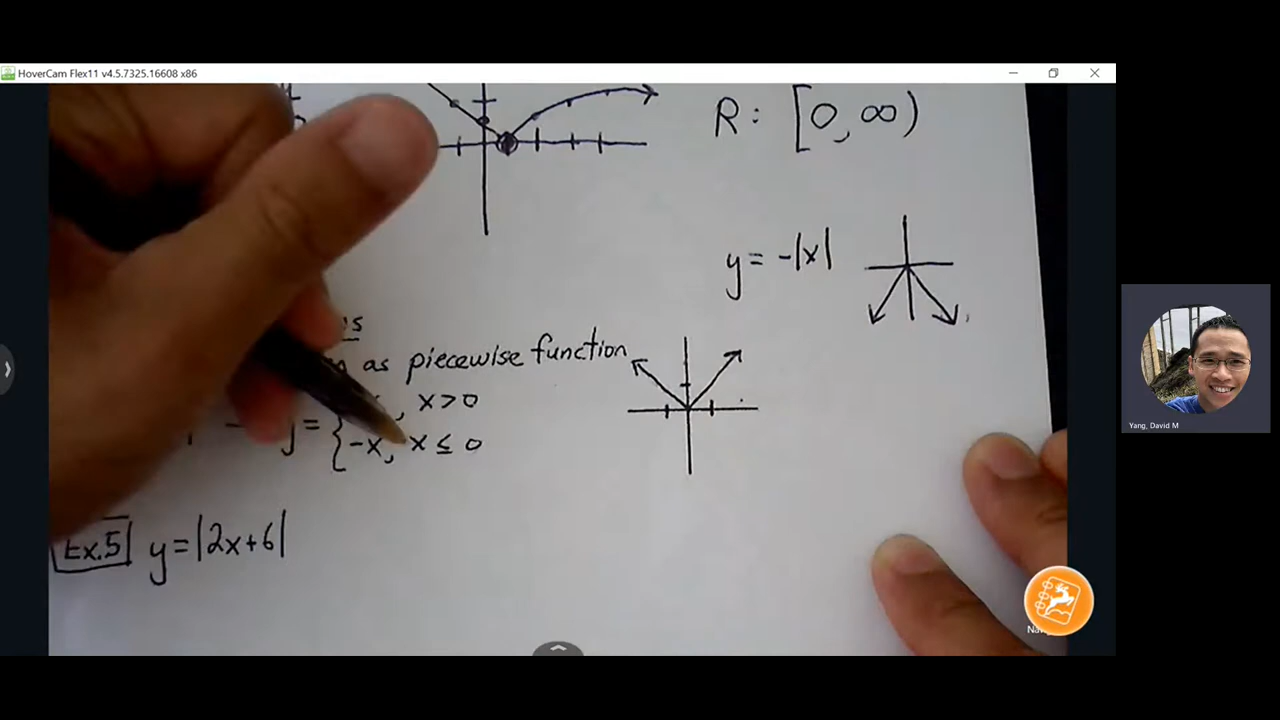 HoverCam Flex11 v4.5.7325.16608 x86
R: [0, ∞)
y = -|x|
as piecewise function
, x > 0
y = { -x, x ≤ 0
Ex.5 y = |2x+6|
Yang, David M